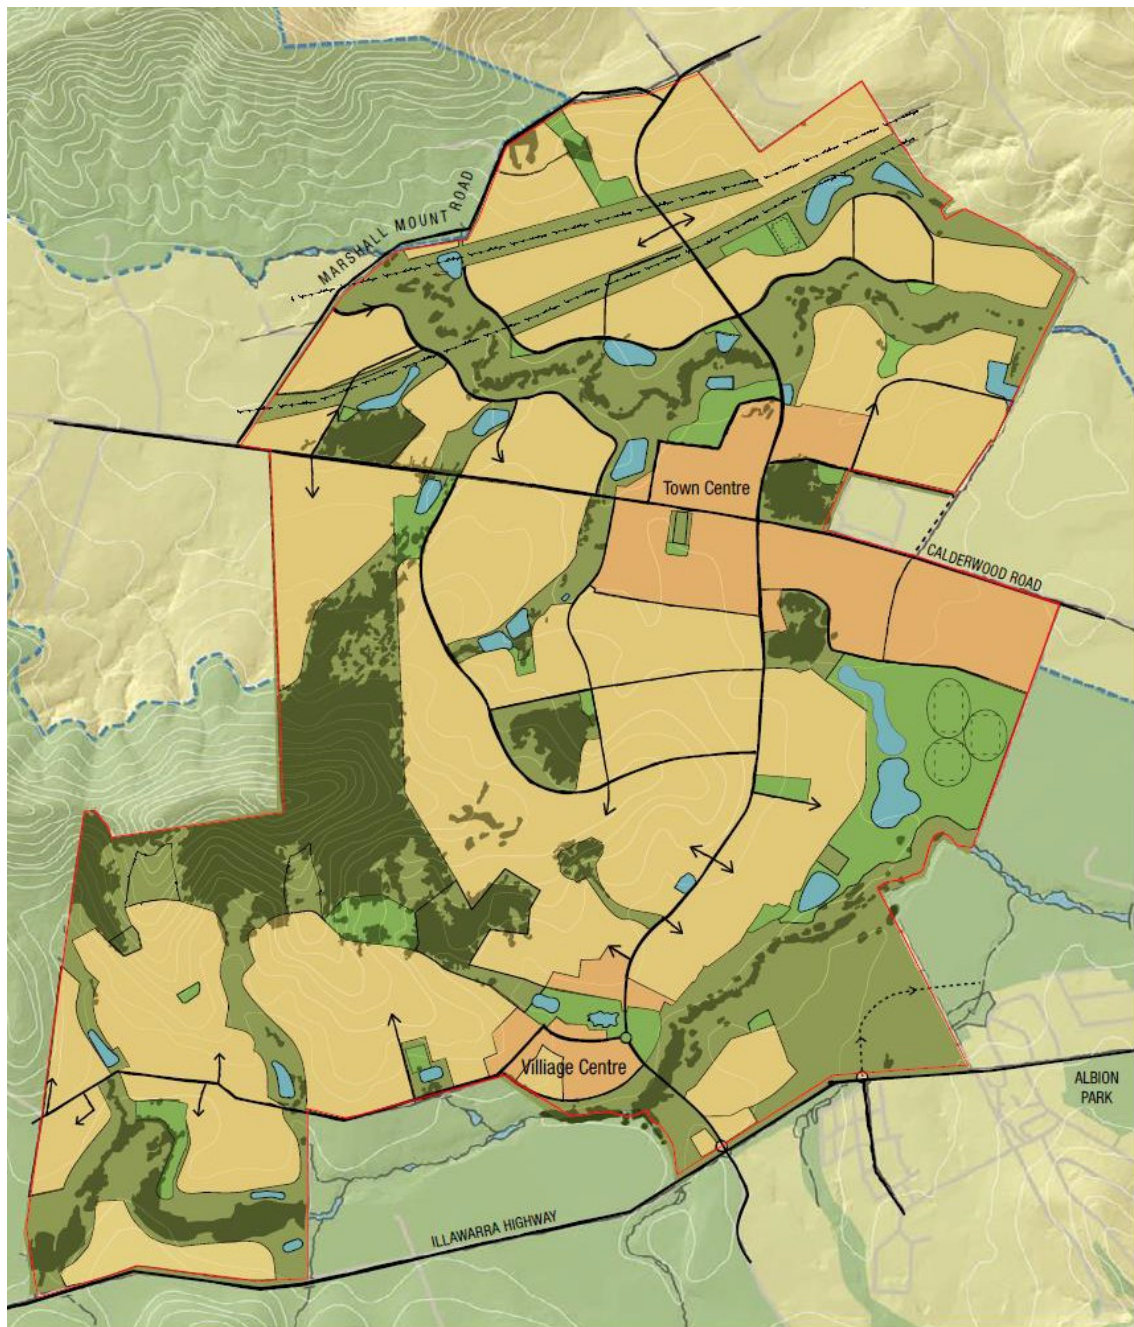 MARSHALL MOUNT ROAD
Town Centre
CALDERWOOD ROAD
Villiage Centre
ALBION
PARK
ILLAWARRA HIGHWAY